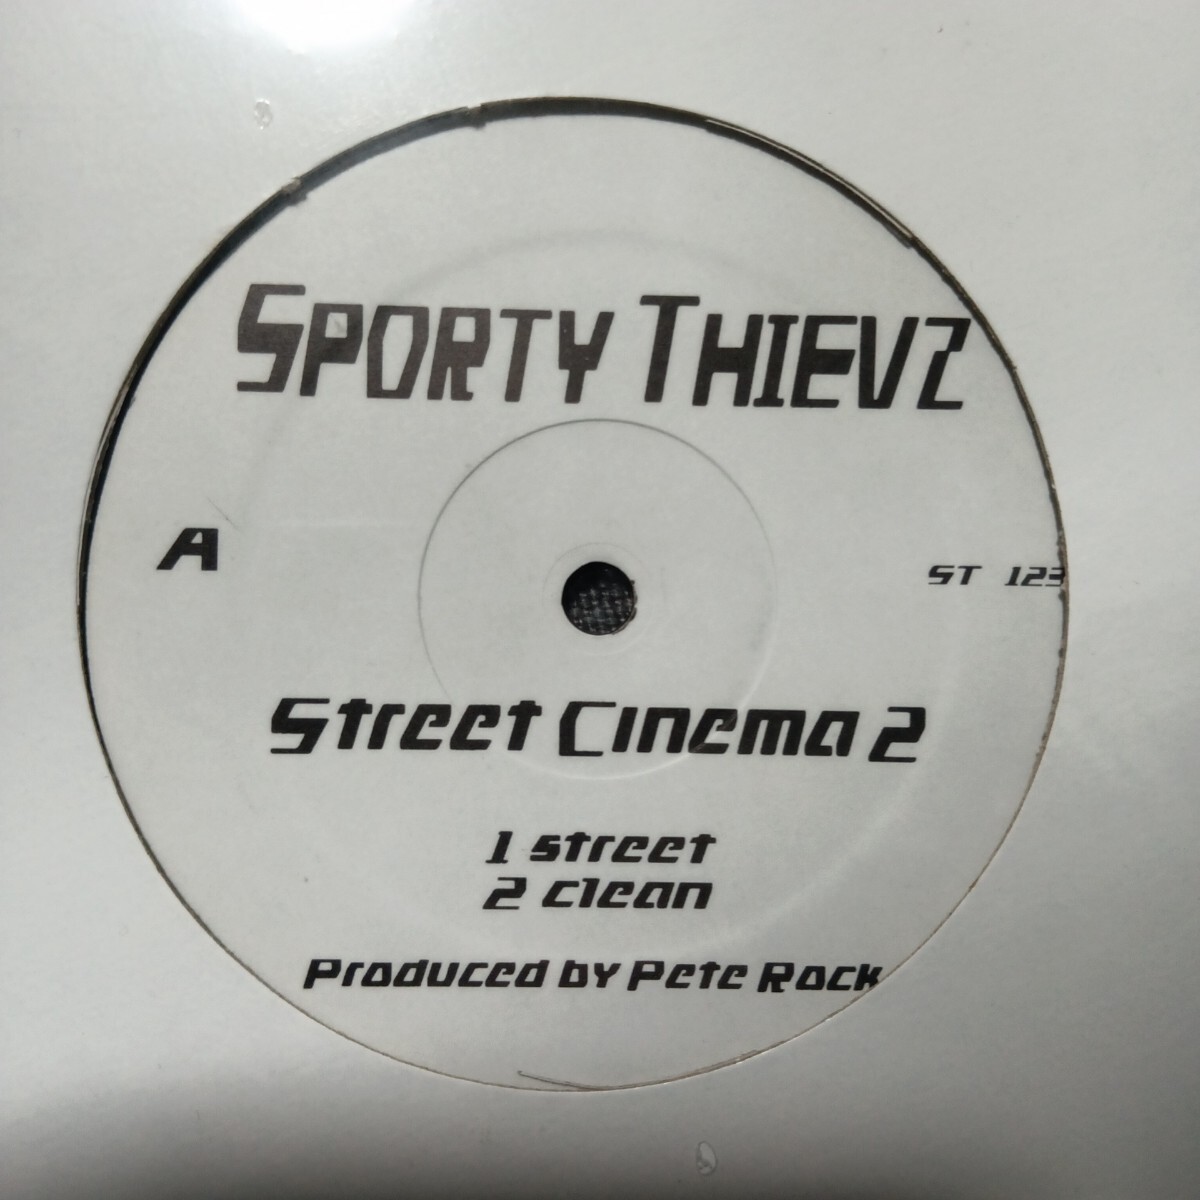 SPORTY THIEVZ
A
ST 123
Street Cinema 2
1 street
2 clean
Produced by Pete Rock